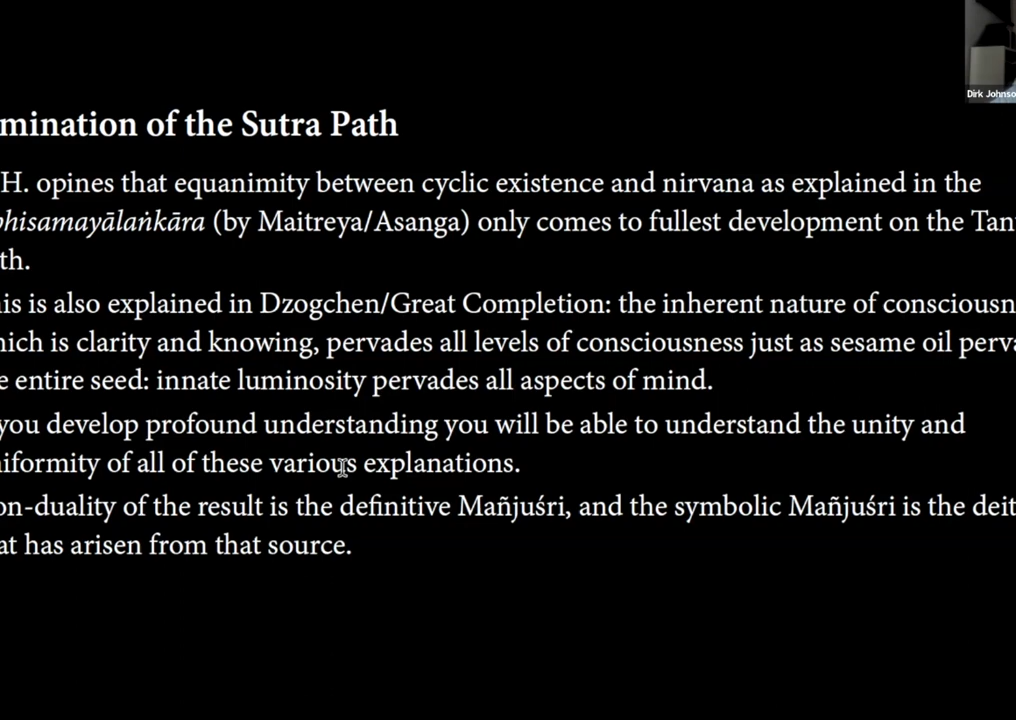 mination of the Sutra Path
H. opines that equanimity between cyclic existence and nirvana as explained in the
bhisamayālaṅkāra (by Maitreya/Asanga) only comes to fullest development on the Tan
th.
his is also explained in Dzogchen/Great Completion: the inherent nature of consciousn
hich is clarity and knowing, pervades all levels of consciousness just as sesame oil perva
e entire seed: innate luminosity pervades all aspects of mind.
you develop profound understanding you will be able to understand the unity and
niformity of all of these various explanations.
on-duality of the result is the definitive Mañjuśri, and the symbolic Mañjuśri is the deit
at has arisen from that source.
Dirk Johnso